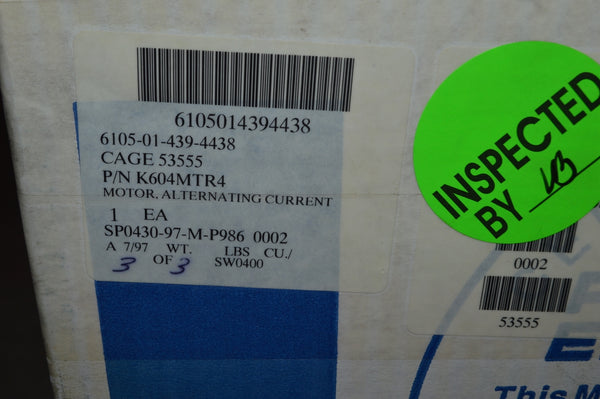 6105014394438
6105-01-439-4438
CAGE 53555
P/N K604MTR4
MOTOR, ALTERNATING CURRENT
1 EA
SP0430-97-M-P986 0002
A 7/97 WT. LBS CU./
3 OF 3 SW0400
INSPECTED
BY
0002
53555
This M